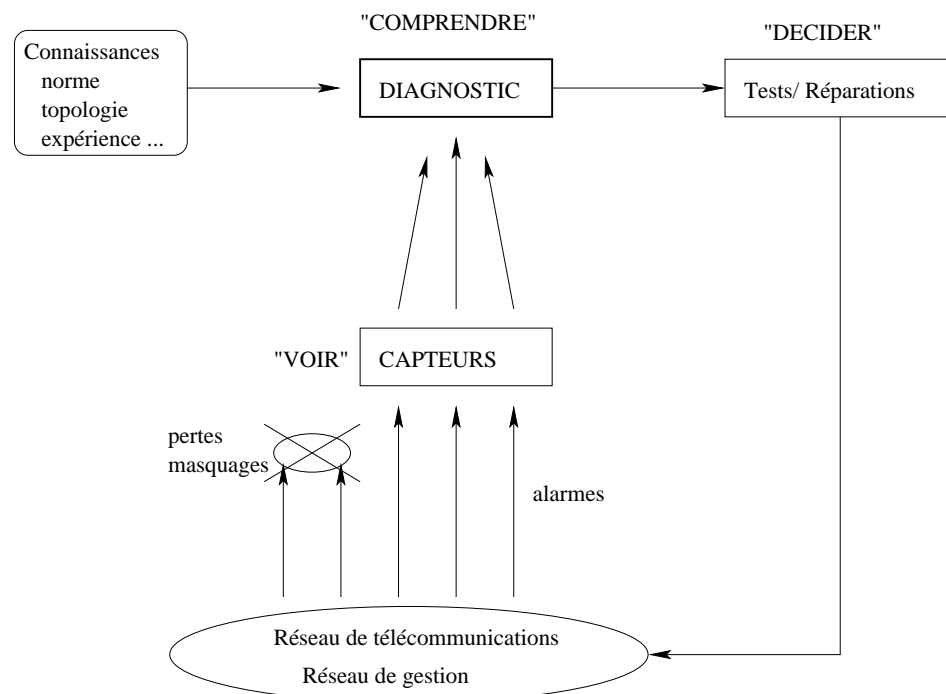 "COMPRENDRE"
"DECIDER"
Connaissances
norme
topologie
expérience ...
DIAGNOSTIC
Tests/ Réparations
"VOIR"
CAPTEURS
pertes
masquages
alarmes
Réseau de télécommunications
Réseau de gestion